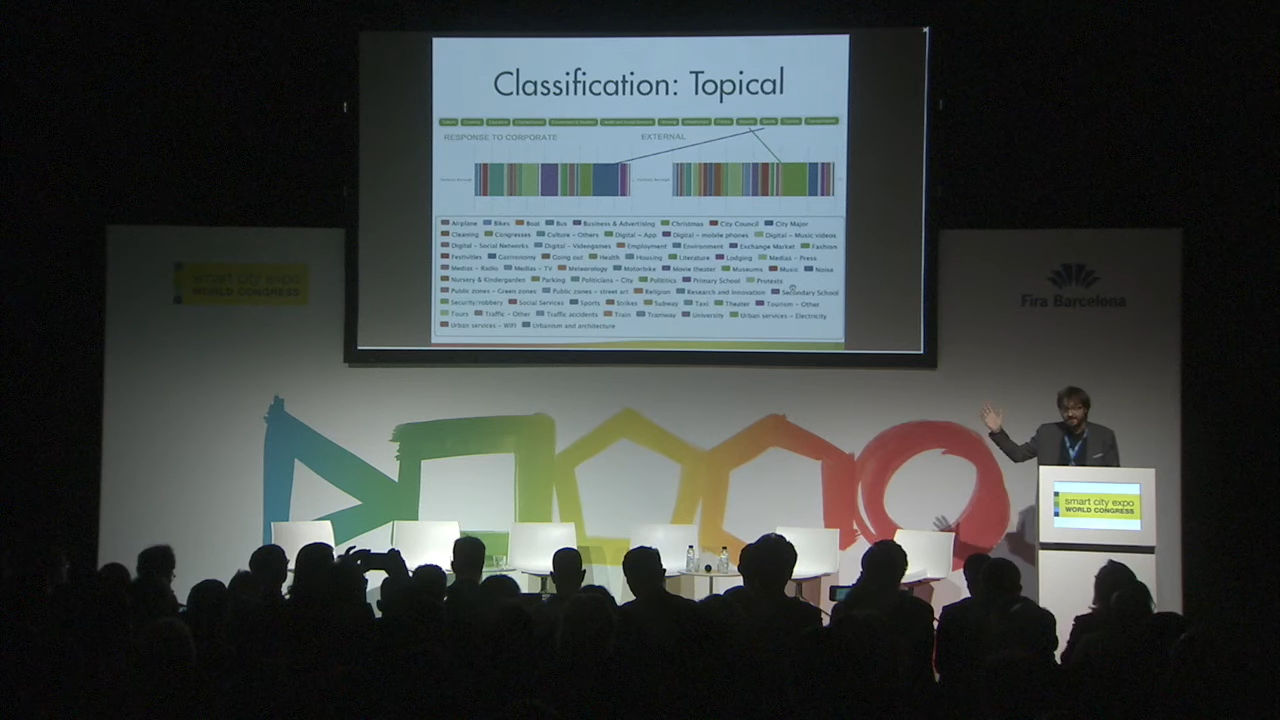 Classification: Topical
RESPONSE TO CORPORATE
EXTERNAL
Airplane Bikes Boat Bus Business & Advertising Christmas City Council City Major
Cleaning Congresses Culture - Others Digital - App Digital - mobile phones Digital - Music videos
Digital - Social Networks Digital - Videogames Employment Environment Exchange Market Fashion
Festivities Gastronomy Going out Health Housing Literature Lodging Medias - Press
Medias - Radio Medias - TV Meteorology Motorbike Movie theater Museums Music Noise
Nursery & Kindergarden Parking Politicians - City Politics Primary School Protests
Public zones - Green zones Public zones - street art Religion Research and Innovation Secondary School
Security/robbery Social Services Sports Strikes Subway Taxi Theater Tourism - Other
Tours Traffic - Other Traffic accidents Train Tramway University Urban services - Electricity
Urban services - WIFI Urbanism and architecture
smart city expo
WORLD CONGRESS
Fira Barcelona
smart city expo
WORLD CONGRESS